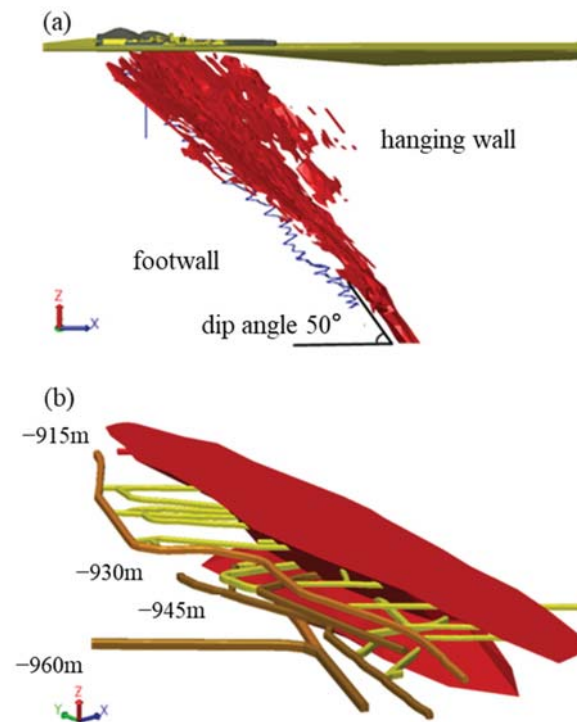 (a)
hanging wall
footwall
Z
X
dip angle 50°
(b)
−915m
−930m
−945m
−960m
Z
Y
X